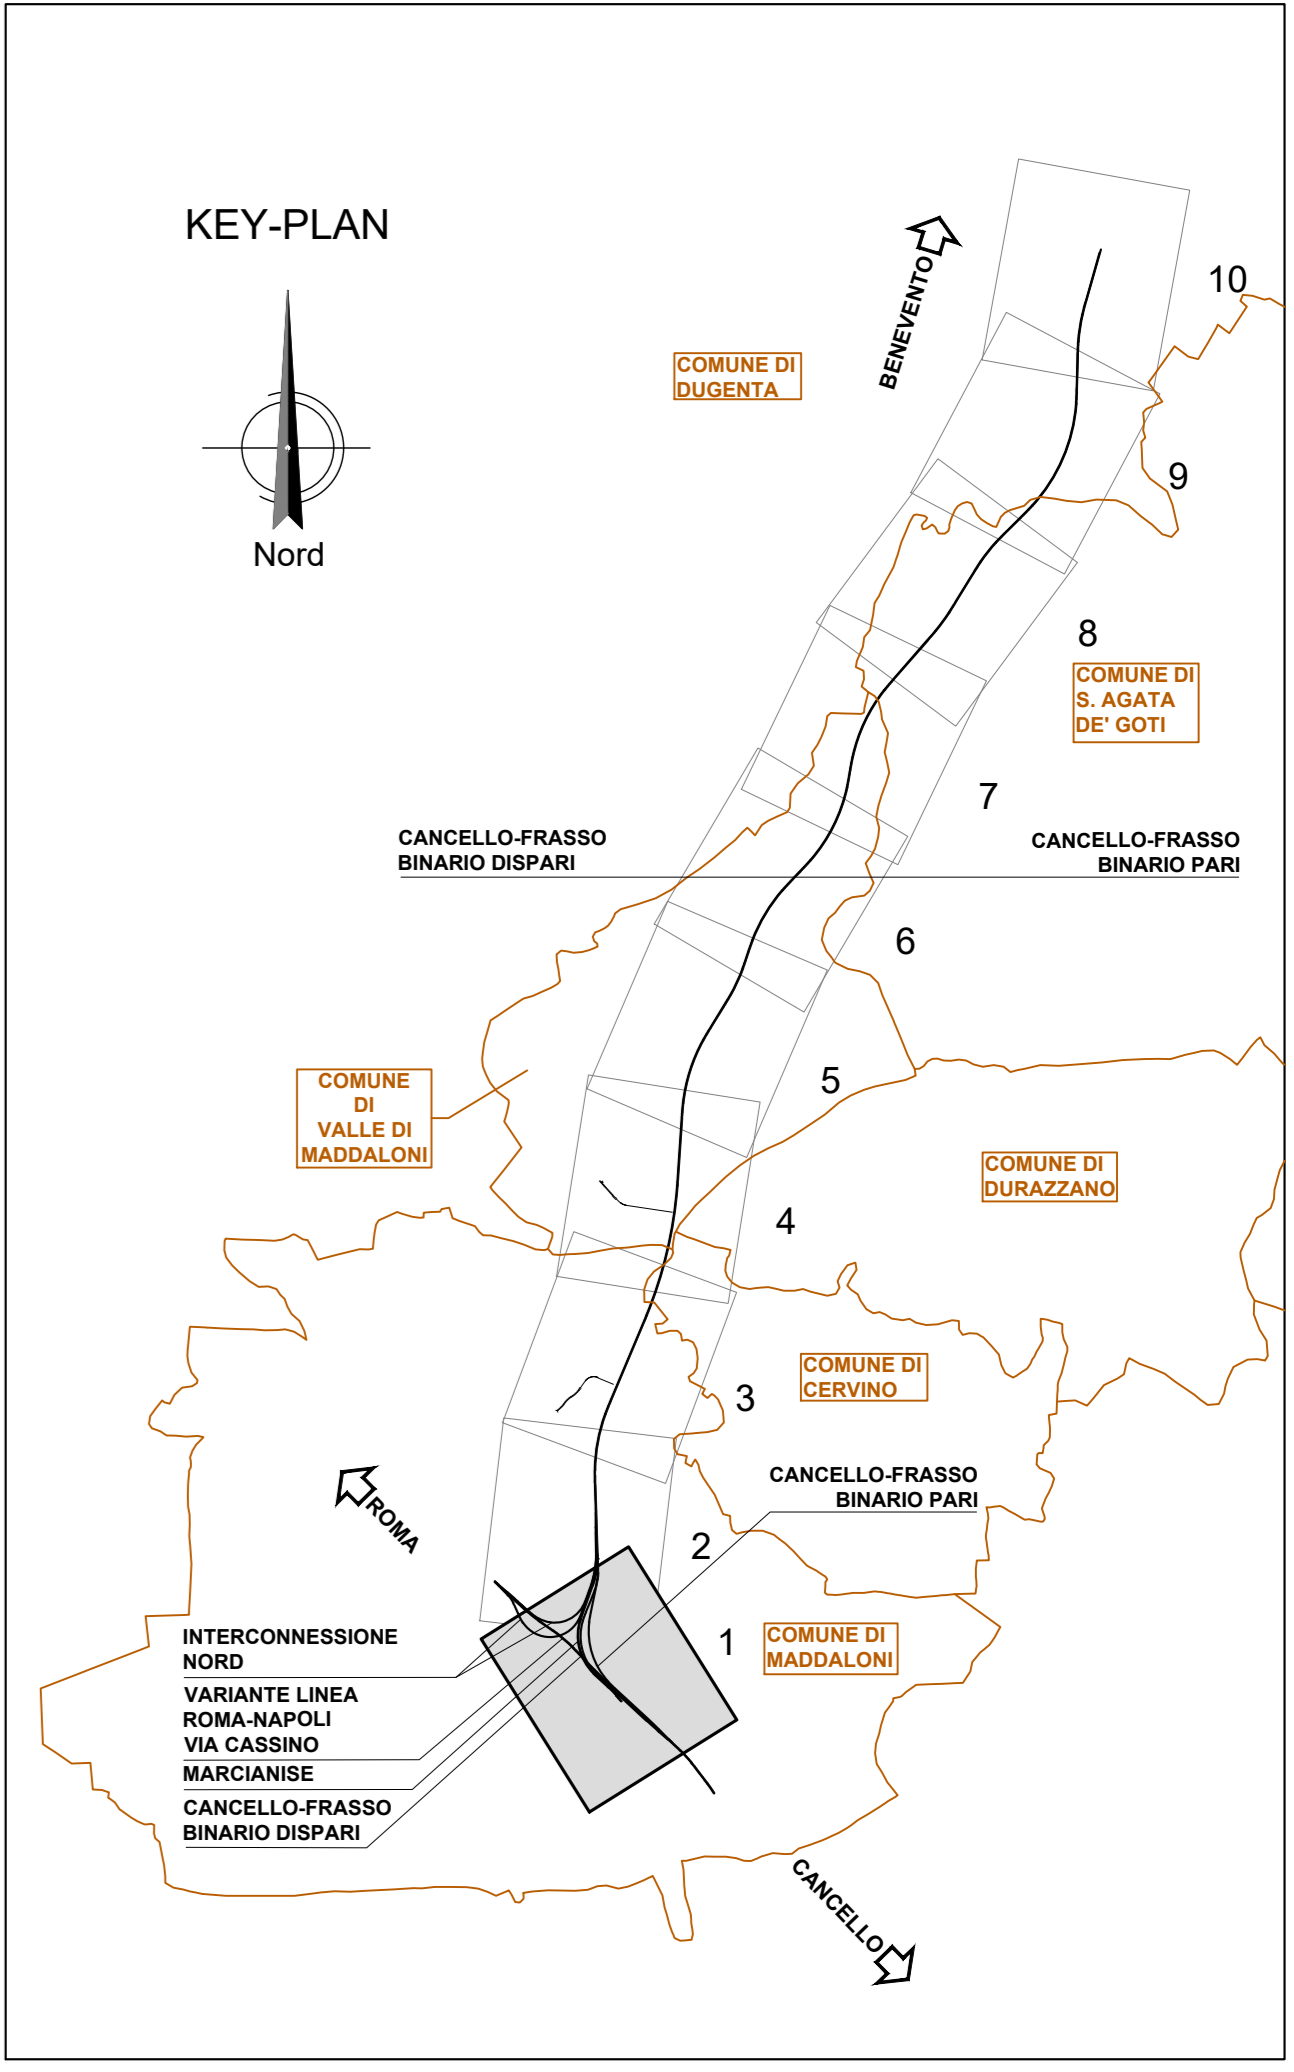 KEY-PLAN
Nord
BENEVENTO
10
COMUNE DI
DUGENTA
9
8
COMUNE DI
S. AGATA
DE' GOTI
7
CANCELLO-FRASSO
BINARIO DISPARI
CANCELLO-FRASSO
BINARIO PARI
6
5
COMUNE
DI
VALLE DI
MADDALONI
COMUNE DI
DURAZZANO
4
COMUNE DI
CERVINO
3
CANCELLO-FRASSO
BINARIO PARI
ROMA
2
1
COMUNE DI
MADDALONI
INTERCONNESSIONE
NORD
VARIANTE LINEA
ROMA-NAPOLI
VIA CASSINO
MARCIANISE
CANCELLO-FRASSO
BINARIO DISPARI
CANCELLO